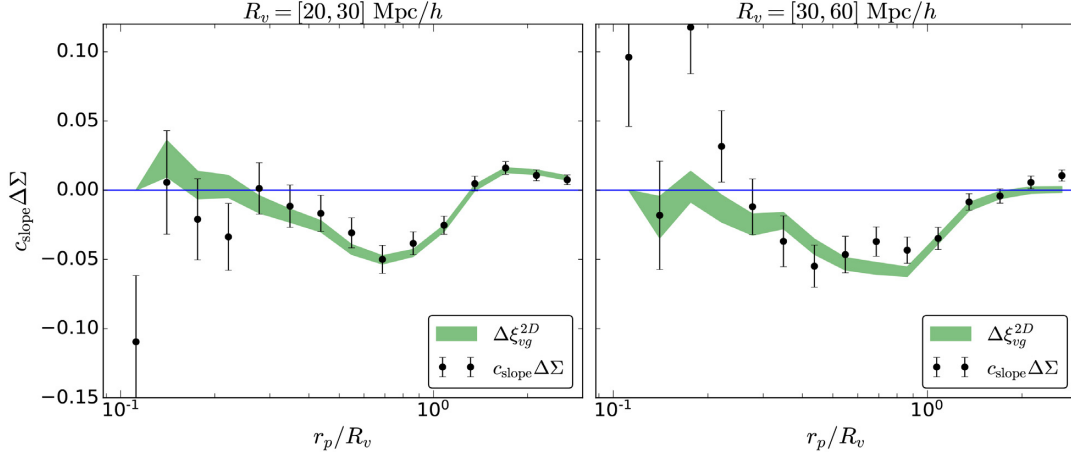 R_v = [20, 30] Mpc/h
R_v = [30, 60] Mpc/h
c_slope ΔΣ
0.10
0.05
0.00
−0.05
−0.10
−0.15
Δξ_vg^2D
c_slope ΔΣ
Δξ_vg^2D
c_slope ΔΣ
10^-1
10^0
10^-1
10^0
r_p/R_v
r_p/R_v